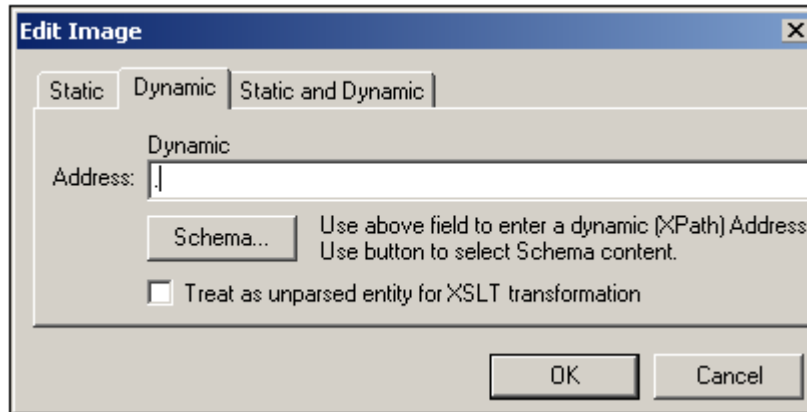 Edit Image
Static Dynamic Static and Dynamic
Dynamic
Address: .
Schema... Use above field to enter a dynamic (XPath) Address
Use button to select Schema content.
Treat as unparsed entity for XSLT transformation
OK Cancel